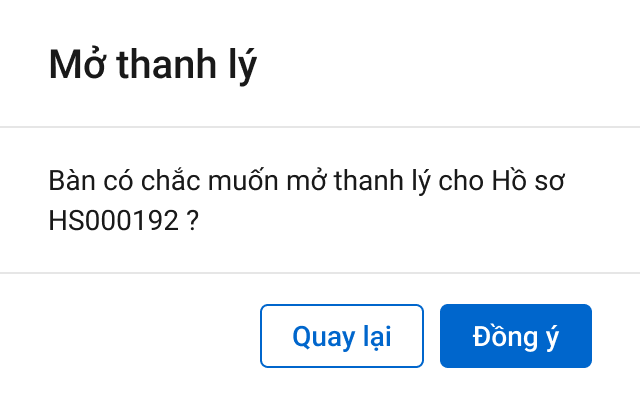 Mở thanh lý
Bàn có chắc muốn mở thanh lý cho Hồ sơ
HS000192 ?
Quay lại
Đồng ý